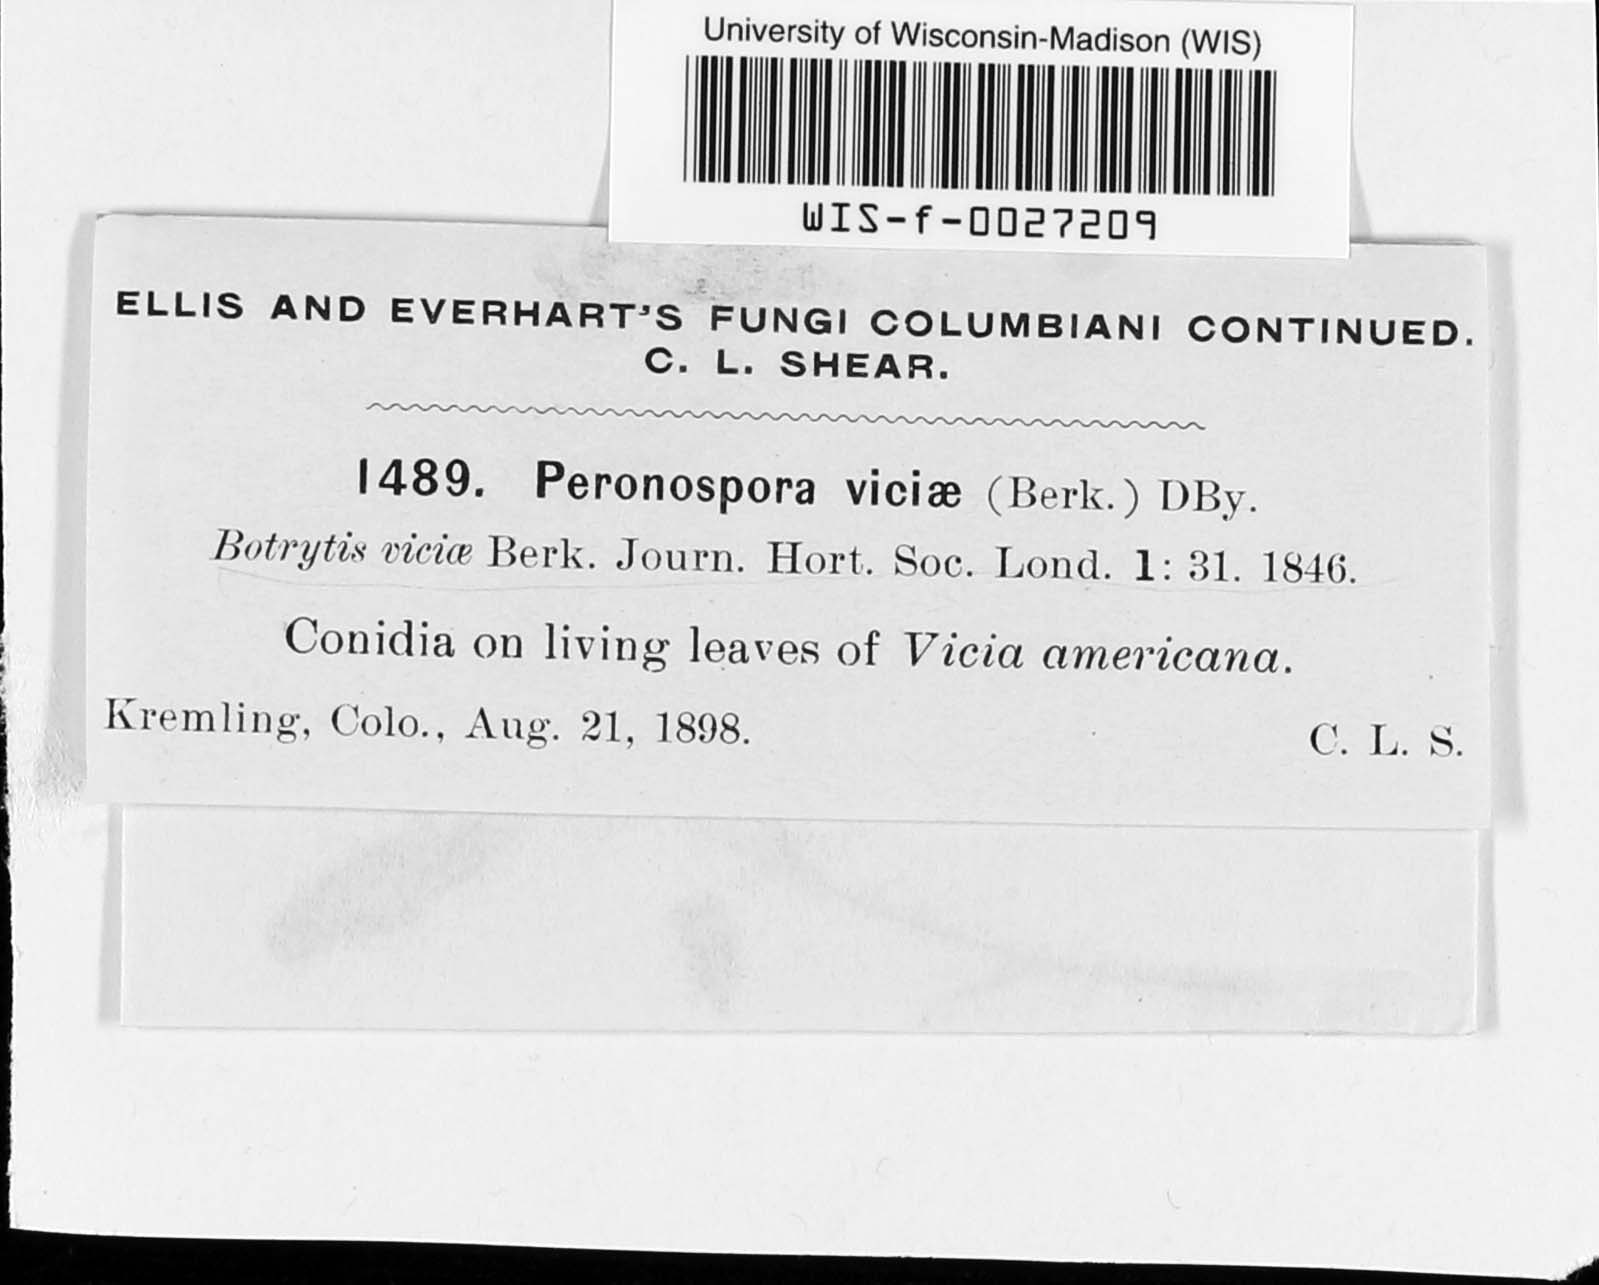 University of Wisconsin-Madison (WIS)
WIS-f-0027209
ELLIS AND EVERHART'S FUNGI COLUMBIANI CONTINUED.
C. L. SHEAR.
1489. Peronospora viciæ (Berk.) DBy.
Botrytis viciæ Berk. Journ. Hort. Soc. Lond. 1: 31. 1846.
Conidia on living leaves of Vicia americana.
Kremling, Colo., Aug. 21, 1898. C. L. S.